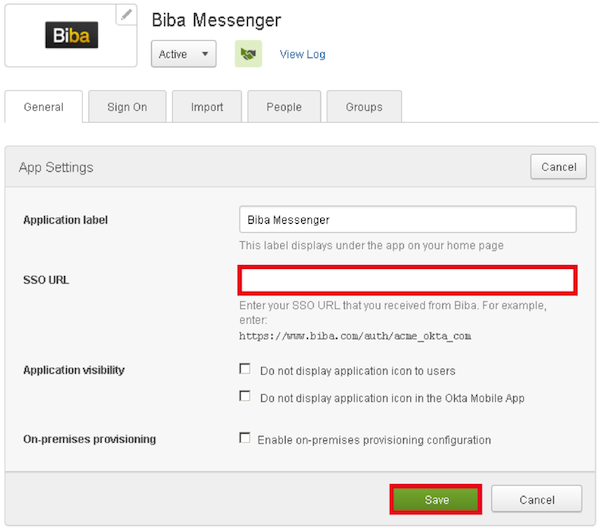 Biba
Biba Messenger
Active
View Log
General
Sign On
Import
People
Groups
App Settings
Cancel
Application label
Biba Messenger
This label displays under the app on your home page
SSO URL
Enter your SSO URL that you received from Biba. For example,
enter:
https://www.biba.com/auth/acme_okta_com
Application visibility
Do not display application icon to users
Do not display application icon in the Okta Mobile App
On-premises provisioning
Enable on-premises provisioning configuration
Save
Cancel